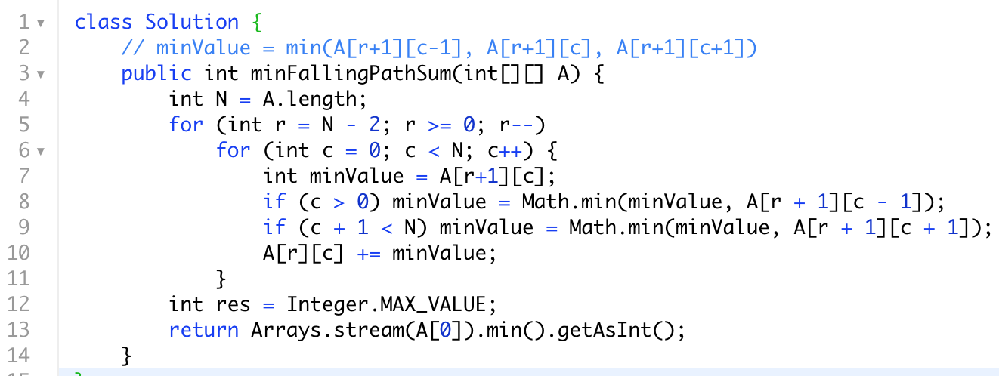 1 class Solution {
2 // minValue = min(A[r+1][c-1], A[r+1][c], A[r+1][c+1])
3 public int minFallingPathSum(int[][] A) {
4 int N = A.length;
5 for (int r = N - 2; r >= 0; r--)
6 for (int c = 0; c < N; c++) {
7 int minValue = A[r+1][c];
8 if (c > 0) minValue = Math.min(minValue, A[r + 1][c - 1]);
9 if (c + 1 < N) minValue = Math.min(minValue, A[r + 1][c + 1]);
10 A[r][c] += minValue;
11 }
12 int res = Integer.MAX_VALUE;
13 return Arrays.stream(A[0]).min().getAsInt();
14 }